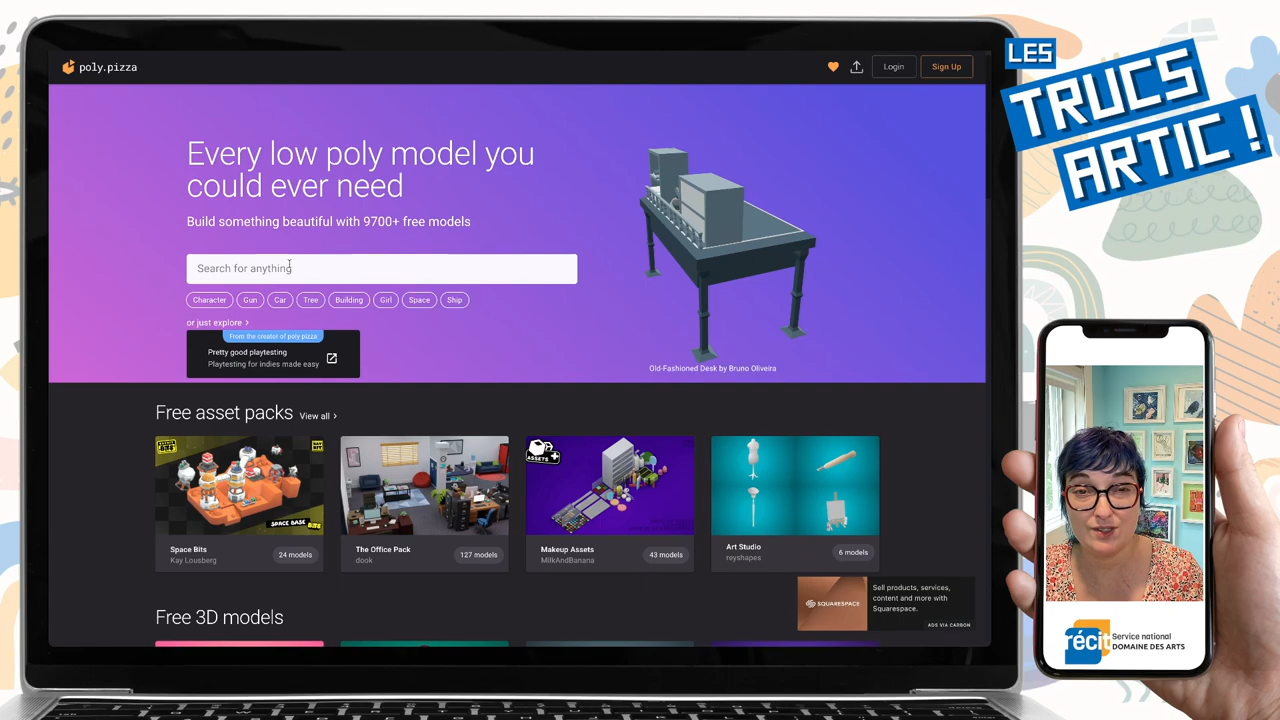 poly.pizza
Login
Sign Up
Every low poly model you
could ever need
Build something beautiful with 9700+ free models
Search for anything
Character
Gun
Car
Tree
Building
Girl
Space
Ship
or just explore >
From the creator of poly pizza
Pretty good playtesting
Playtesting for indies made easy
Old-Fashioned Desk by Bruno Oliveira
Free asset packs
View all >
SPACE BASE
ASSETS
Space Bits
Kay Lousberg
24 models
The Office Pack
dook
127 models
Makeup Assets
MilkAndBanana
43 models
Art Studio
reyshapes
6 models
Free 3D models
SQUARESPACE
Sell products, services,
content and more with
Squarespace.
ADS VIA CARBON
LES
TRUCS
ARTIC !
récit
Service national
DOMAINE DES ARTS